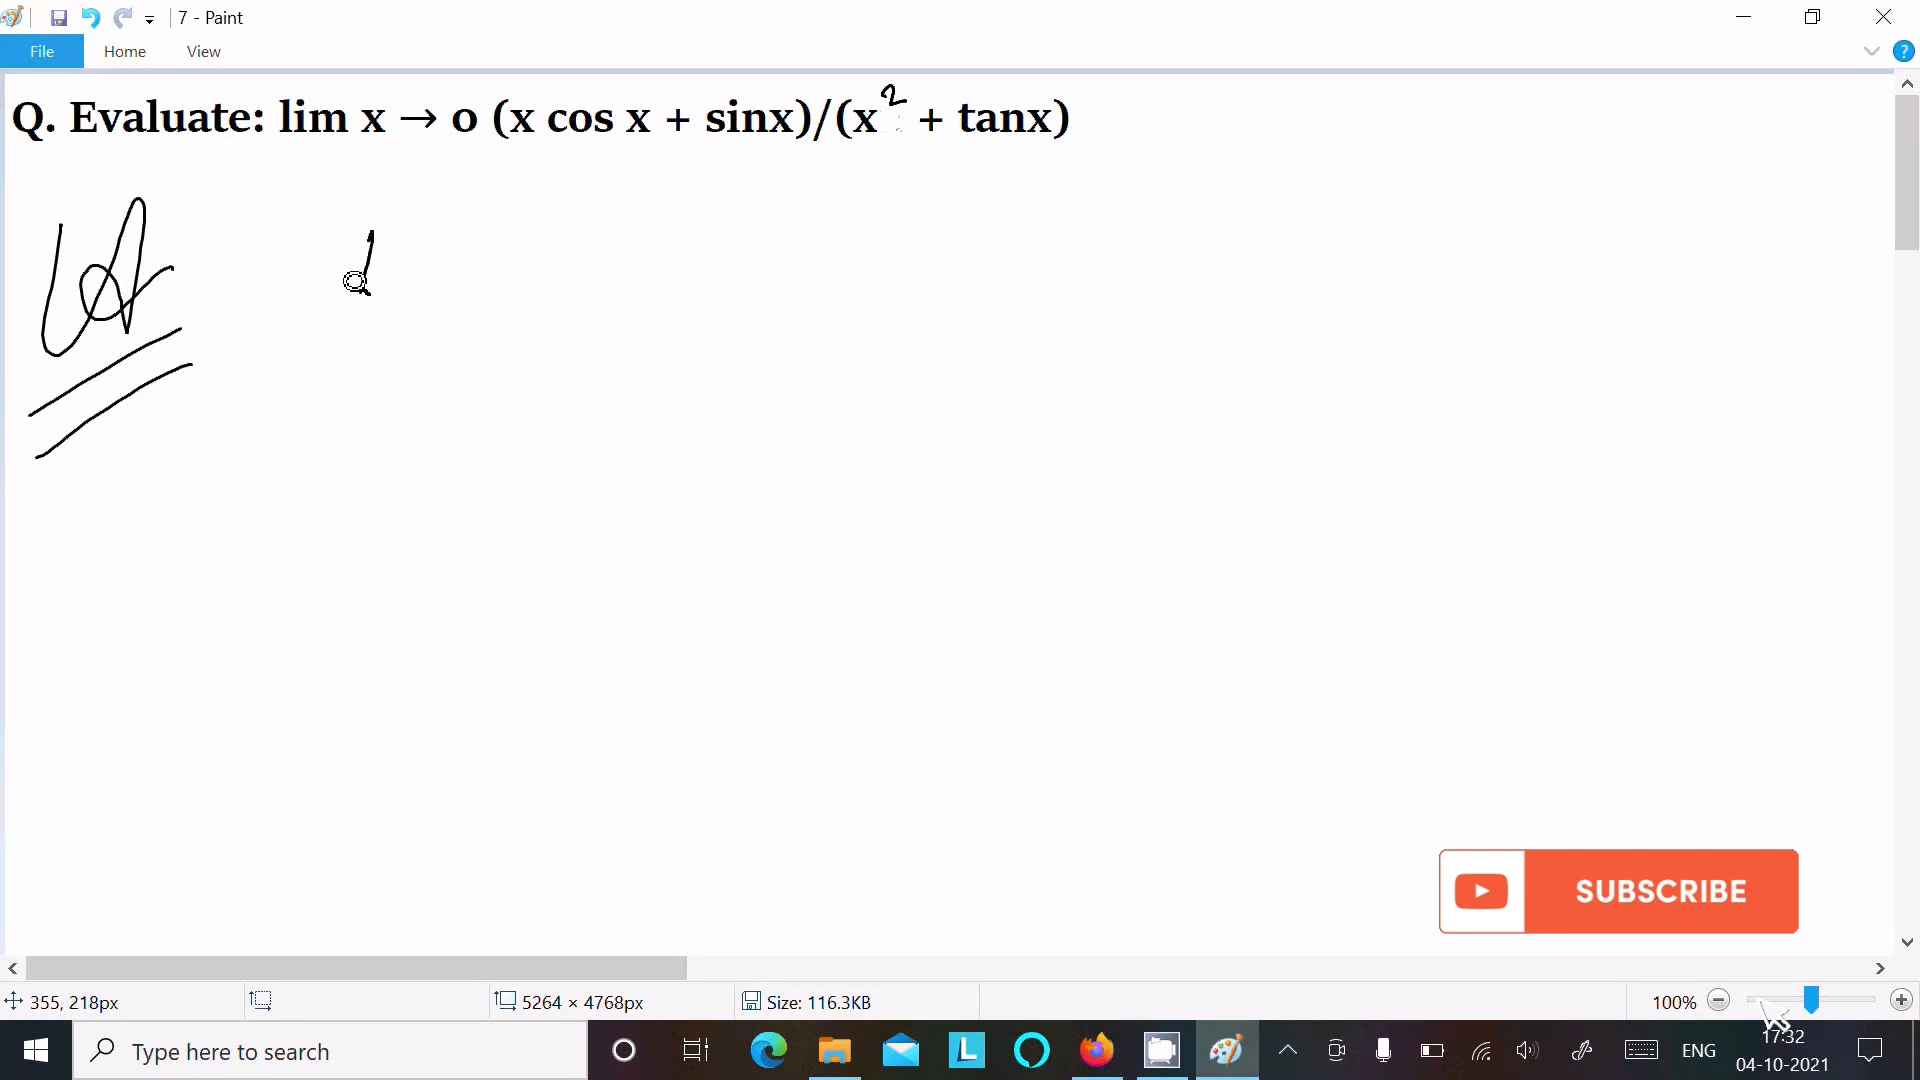 7 - Paint
File Home View
Q. Evaluate: lim x → 0 (x cos x + sinx)/(x² + tanx)
SUBSCRIBE
355, 218px 5264 × 4768px Size: 116.3KB 100%
Type here to search ENG 17:32
04-10-2021